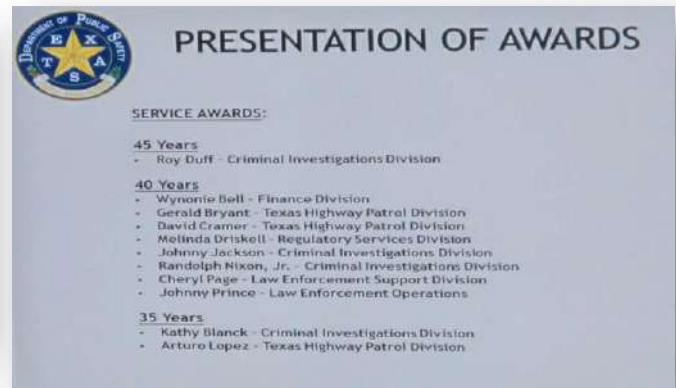 DEPARTMENT OF PUBLIC SAFETY
TEXAS
PRESENTATION OF AWARDS
SERVICE AWARDS:
45 Years
- Roy Duff - Criminal Investigations Division
40 Years
- Wynonie Bell - Finance Division
- Gerald Bryant - Texas Highway Patrol Division
- David Cramer - Texas Highway Patrol Division
- Melinda Driskell - Regulatory Services Division
- Johnny Jackson - Criminal Investigations Division
- Randolph Nixon, Jr. - Criminal Investigations Division
- Cheryl Page - Law Enforcement Support Division
- Johnny Prince - Law Enforcement Operations
35 Years
- Kathy Blanck - Criminal Investigations Division
- Arturo Lopez - Texas Highway Patrol Division